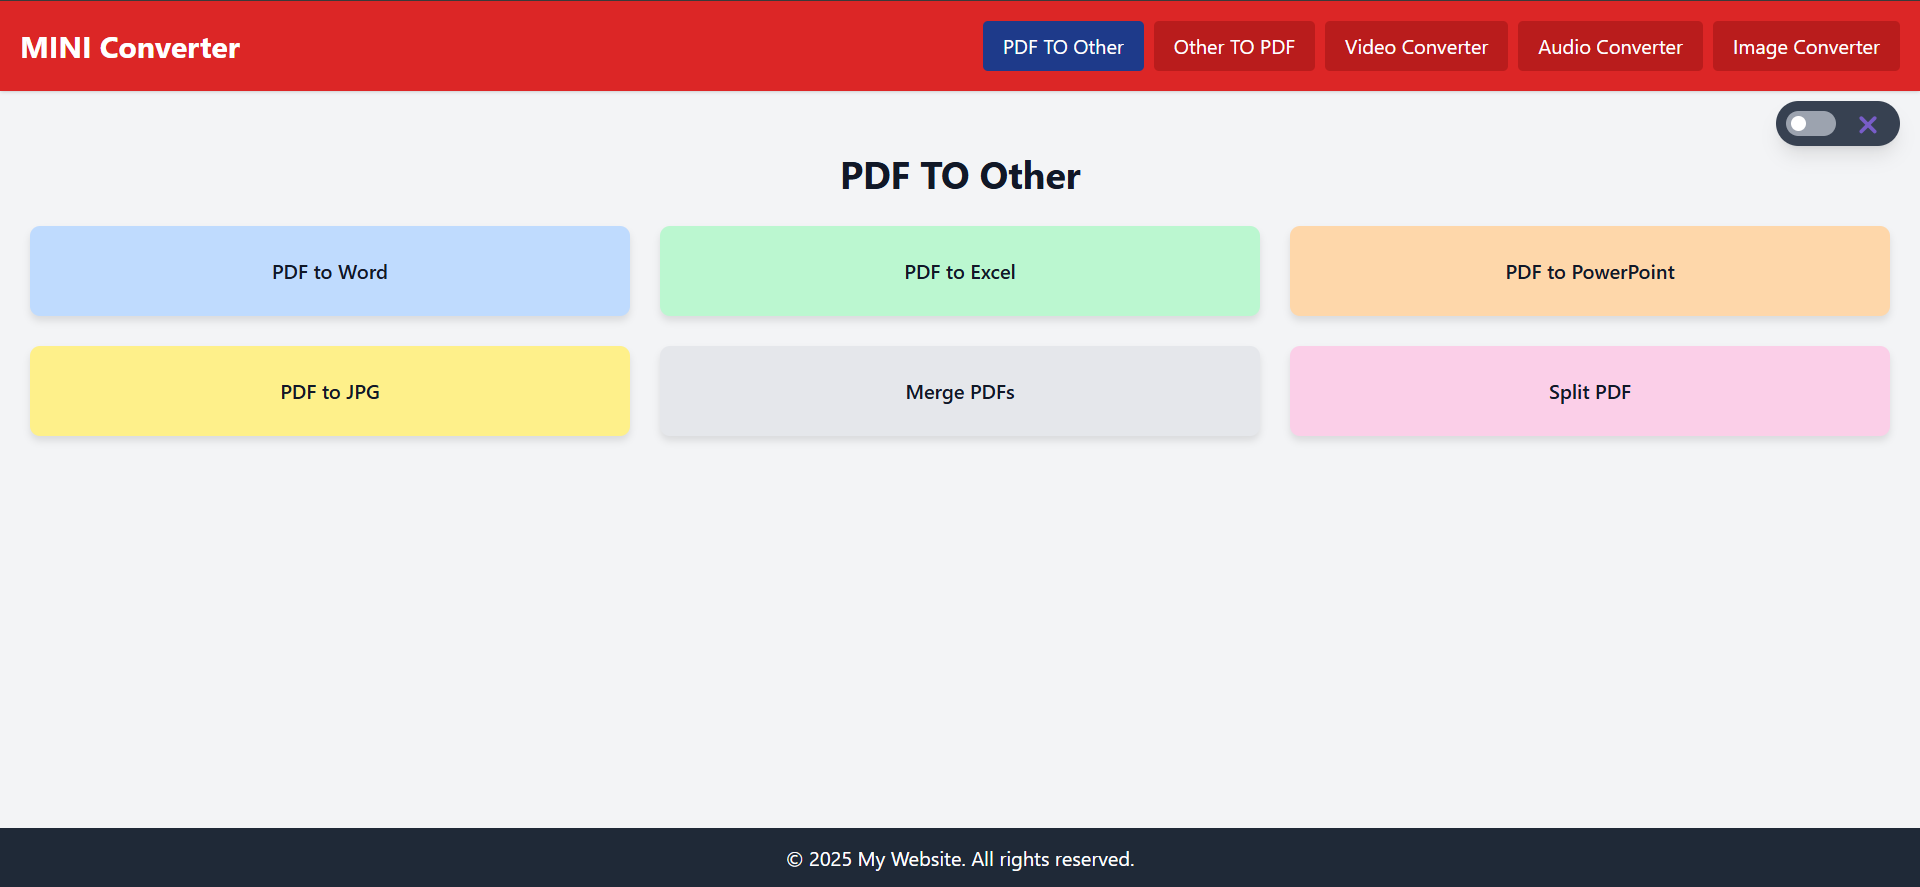 MINI Converter
PDF TO Other
Other TO PDF
Video Converter
Audio Converter
Image Converter
PDF TO Other
PDF to Word
PDF to Excel
PDF to PowerPoint
PDF to JPG
Merge PDFs
Split PDF
© 2025 My Website. All rights reserved.